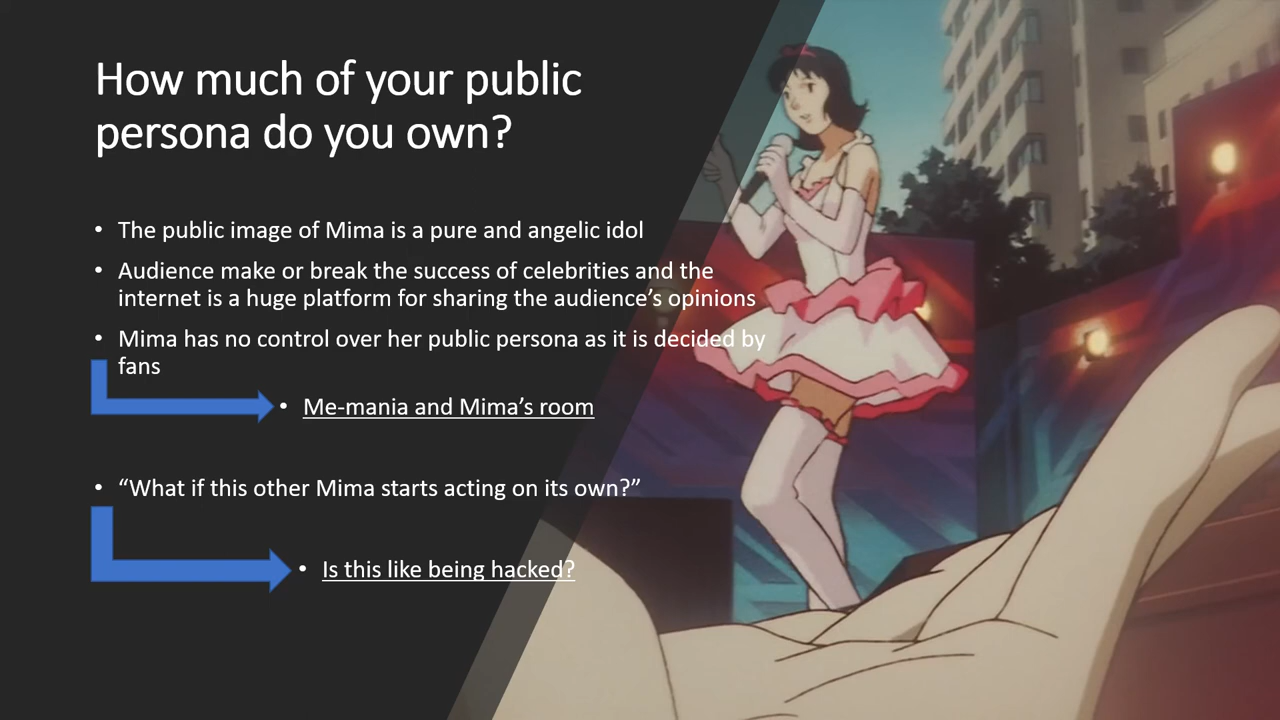 How much of your public
persona do you own?
• The public image of Mima is a pure and angelic idol
• Audience make or break the success of celebrities and the
internet is a huge platform for sharing the audience’s opinions
• Mima has no control over her public persona as it is decided by
fans
• Me-mania and Mima’s room
• “What if this other Mima starts acting on its own?”
• Is this like being hacked?